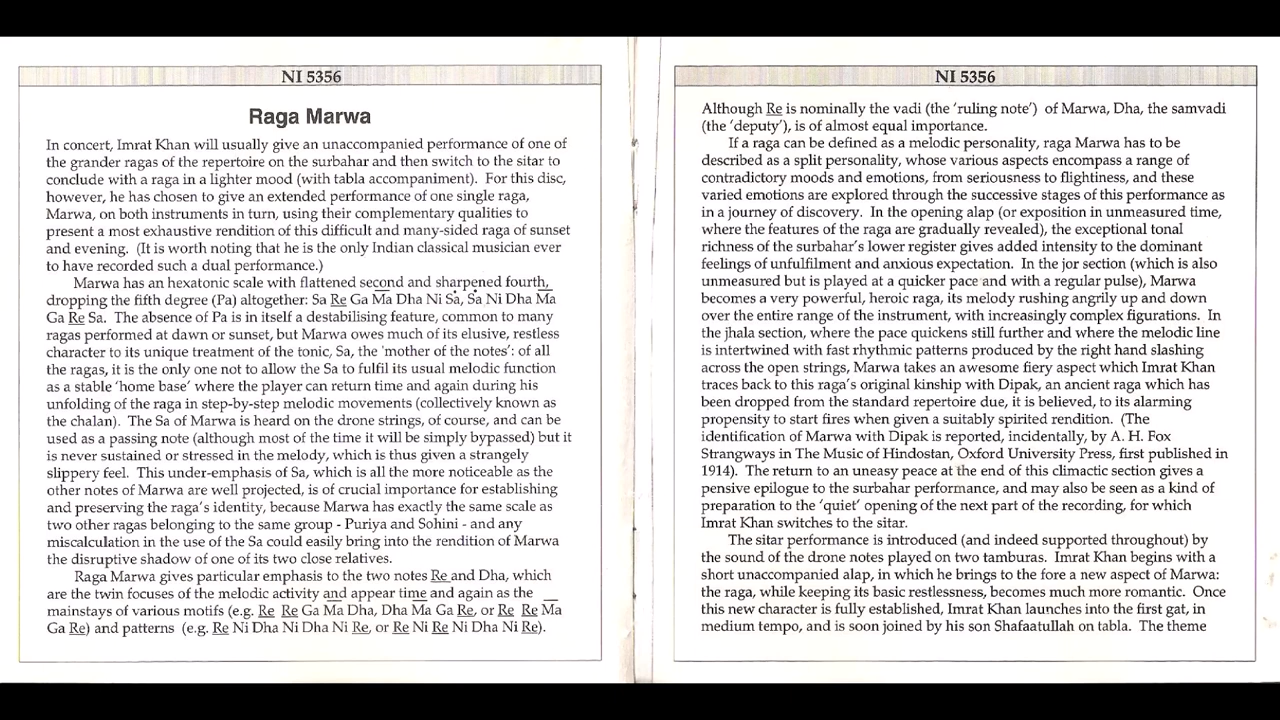 NI 5356
Raga Marwa
In concert, Imrat Khan will usually give an unaccompanied performance of one of
the grander ragas of the repertoire on the surbahar and then switch to the sitar to
conclude with a raga in a lighter mood (with tabla accompaniment). For this disc,
however, he has chosen to give an extended performance of one single raga,
Marwa, on both instruments in turn, using their complementary qualities to
present a most exhaustive rendition of this difficult and many-sided raga of sunset
and evening. (It is worth noting that he is the only Indian classical musician ever
to have recorded such a dual performance.)
Marwa has an hexatonic scale with flattened second and sharpened fourth,
dropping the fifth degree (Pa) altogether: Sa Re Ga Ma Dha Ni Sa, Sa Ni Dha Ma
Ga Re Sa. The absence of Pa is in itself a destabilising feature, common to many
ragas performed at dawn or sunset, but Marwa owes much of its elusive, restless
character to its unique treatment of the tonic, Sa, the 'mother of the notes': of all
the ragas, it is the only one not to allow the Sa to fulfil its usual melodic function
as a stable 'home base' where the player can return time and again during his
unfolding of the raga in step-by-step melodic movements (collectively known as
the chalan). The Sa of Marwa is heard on the drone strings, of course, and can be
used as a passing note (although most of the time it will be simply bypassed) but it
is never sustained or stressed in the melody, which is thus given a strangely
slippery feel. This under-emphasis of Sa, which is all the more noticeable as the
other notes of Marwa are well projected, is of crucial importance for establishing
and preserving the raga's identity, because Marwa has exactly the same scale as
two other ragas belonging to the same group - Puriya and Sohini - and any
miscalculation in the use of the Sa could easily bring into the rendition of Marwa
the disruptive shadow of one of its two close relatives.
Raga Marwa gives particular emphasis to the two notes Re and Dha, which
are the twin focuses of the melodic activity and appear time and again as the
mainstays of various motifs (e.g. Re Re Ga Ma Dha, Dha Ma Ga Re, or Re Re Ma
Ga Re) and patterns (e.g. Re Ni Dha Ni Dha Ni Re, or Re Ni Re Ni Dha Ni Re).
NI 5356
Although Re is nominally the vadi (the 'ruling note') of Marwa, Dha, the samvadi
(the 'deputy'), is of almost equal importance.
If a raga can be defined as a melodic personality, raga Marwa has to be
described as a split personality, whose various aspects encompass a range of
contradictory moods and emotions, from seriousness to flightiness, and these
varied emotions are explored through the successive stages of this performance as
in a journey of discovery. In the opening alap (or exposition in unmeasured time,
where the features of the raga are gradually revealed), the exceptional tonal
richness of the surbahar's lower register gives added intensity to the dominant
feelings of unfulfilment and anxious expectation. In the jor section (which is also
unmeasured but is played at a quicker pace and with a regular pulse), Marwa
becomes a very powerful, heroic raga, its melody rushing angrily up and down
over the entire range of the instrument, with increasingly complex figurations. In
the jhala section, where the pace quickens still further and where the melodic line
is intertwined with fast rhythmic patterns produced by the right hand slashing
across the open strings, Marwa takes an awesome fiery aspect which Imrat Khan
traces back to this raga's original kinship with Dipak, an ancient raga which has
been dropped from the standard repertoire due, it is believed, to its alarming
propensity to start fires when given a suitably spirited rendition. (The
identification of Marwa with Dipak is reported, incidentally, by A. H. Fox
Strangways in The Music of Hindostan, Oxford University Press, first published in
1914). The return to an uneasy peace at the end of this climactic section gives a
pensive epilogue to the surbahar performance, and may also be seen as a kind of
preparation to the 'quiet' opening of the next part of the recording, for which
Imrat Khan switches to the sitar.
The sitar performance is introduced (and indeed supported throughout) by
the sound of the drone notes played on two tamburas. Imrat Khan begins with a
short unaccompanied alap, in which he brings to the fore a new aspect of Marwa:
the raga, while keeping its basic restlessness, becomes much more romantic. Once
this new character is fully established, Imrat Khan launches into the first gat, in
medium tempo, and is soon joined by his son Shafaatullah on tabla. The theme